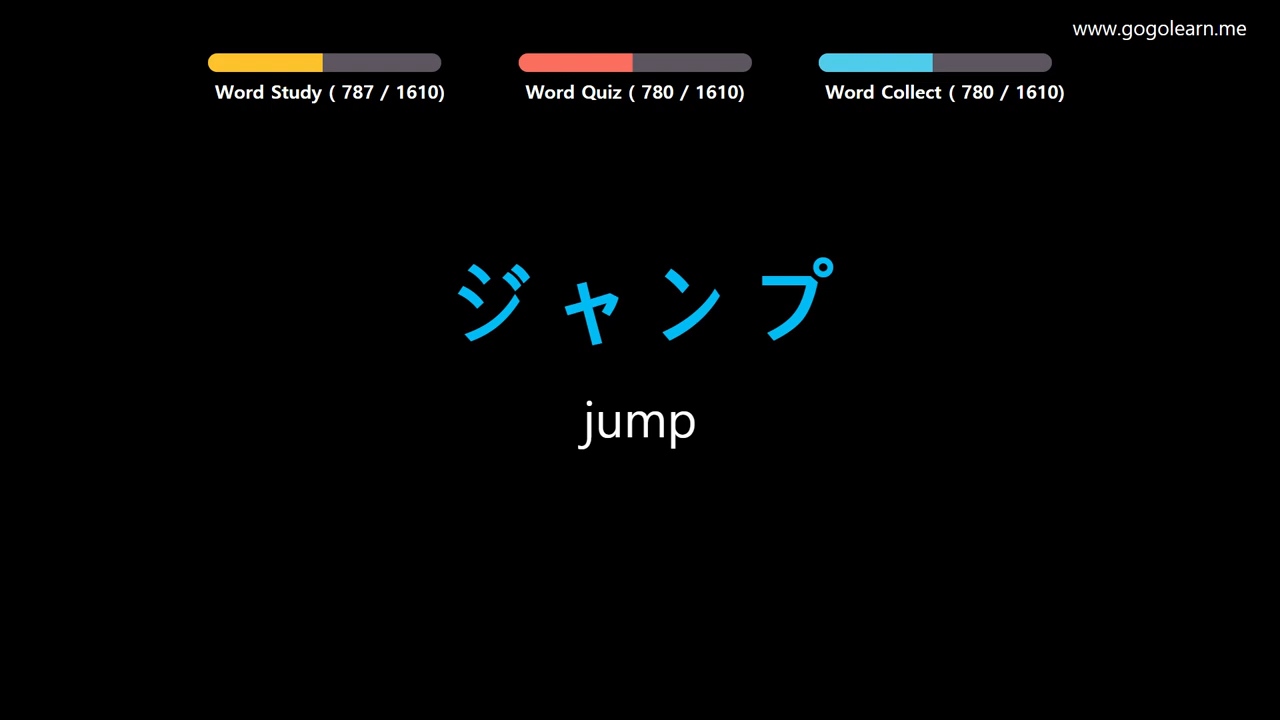 www.gogolearn.me
Word Study ( 787 / 1610)
Word Quiz ( 780 / 1610)
Word Collect ( 780 / 1610)
ジャンプ
jump